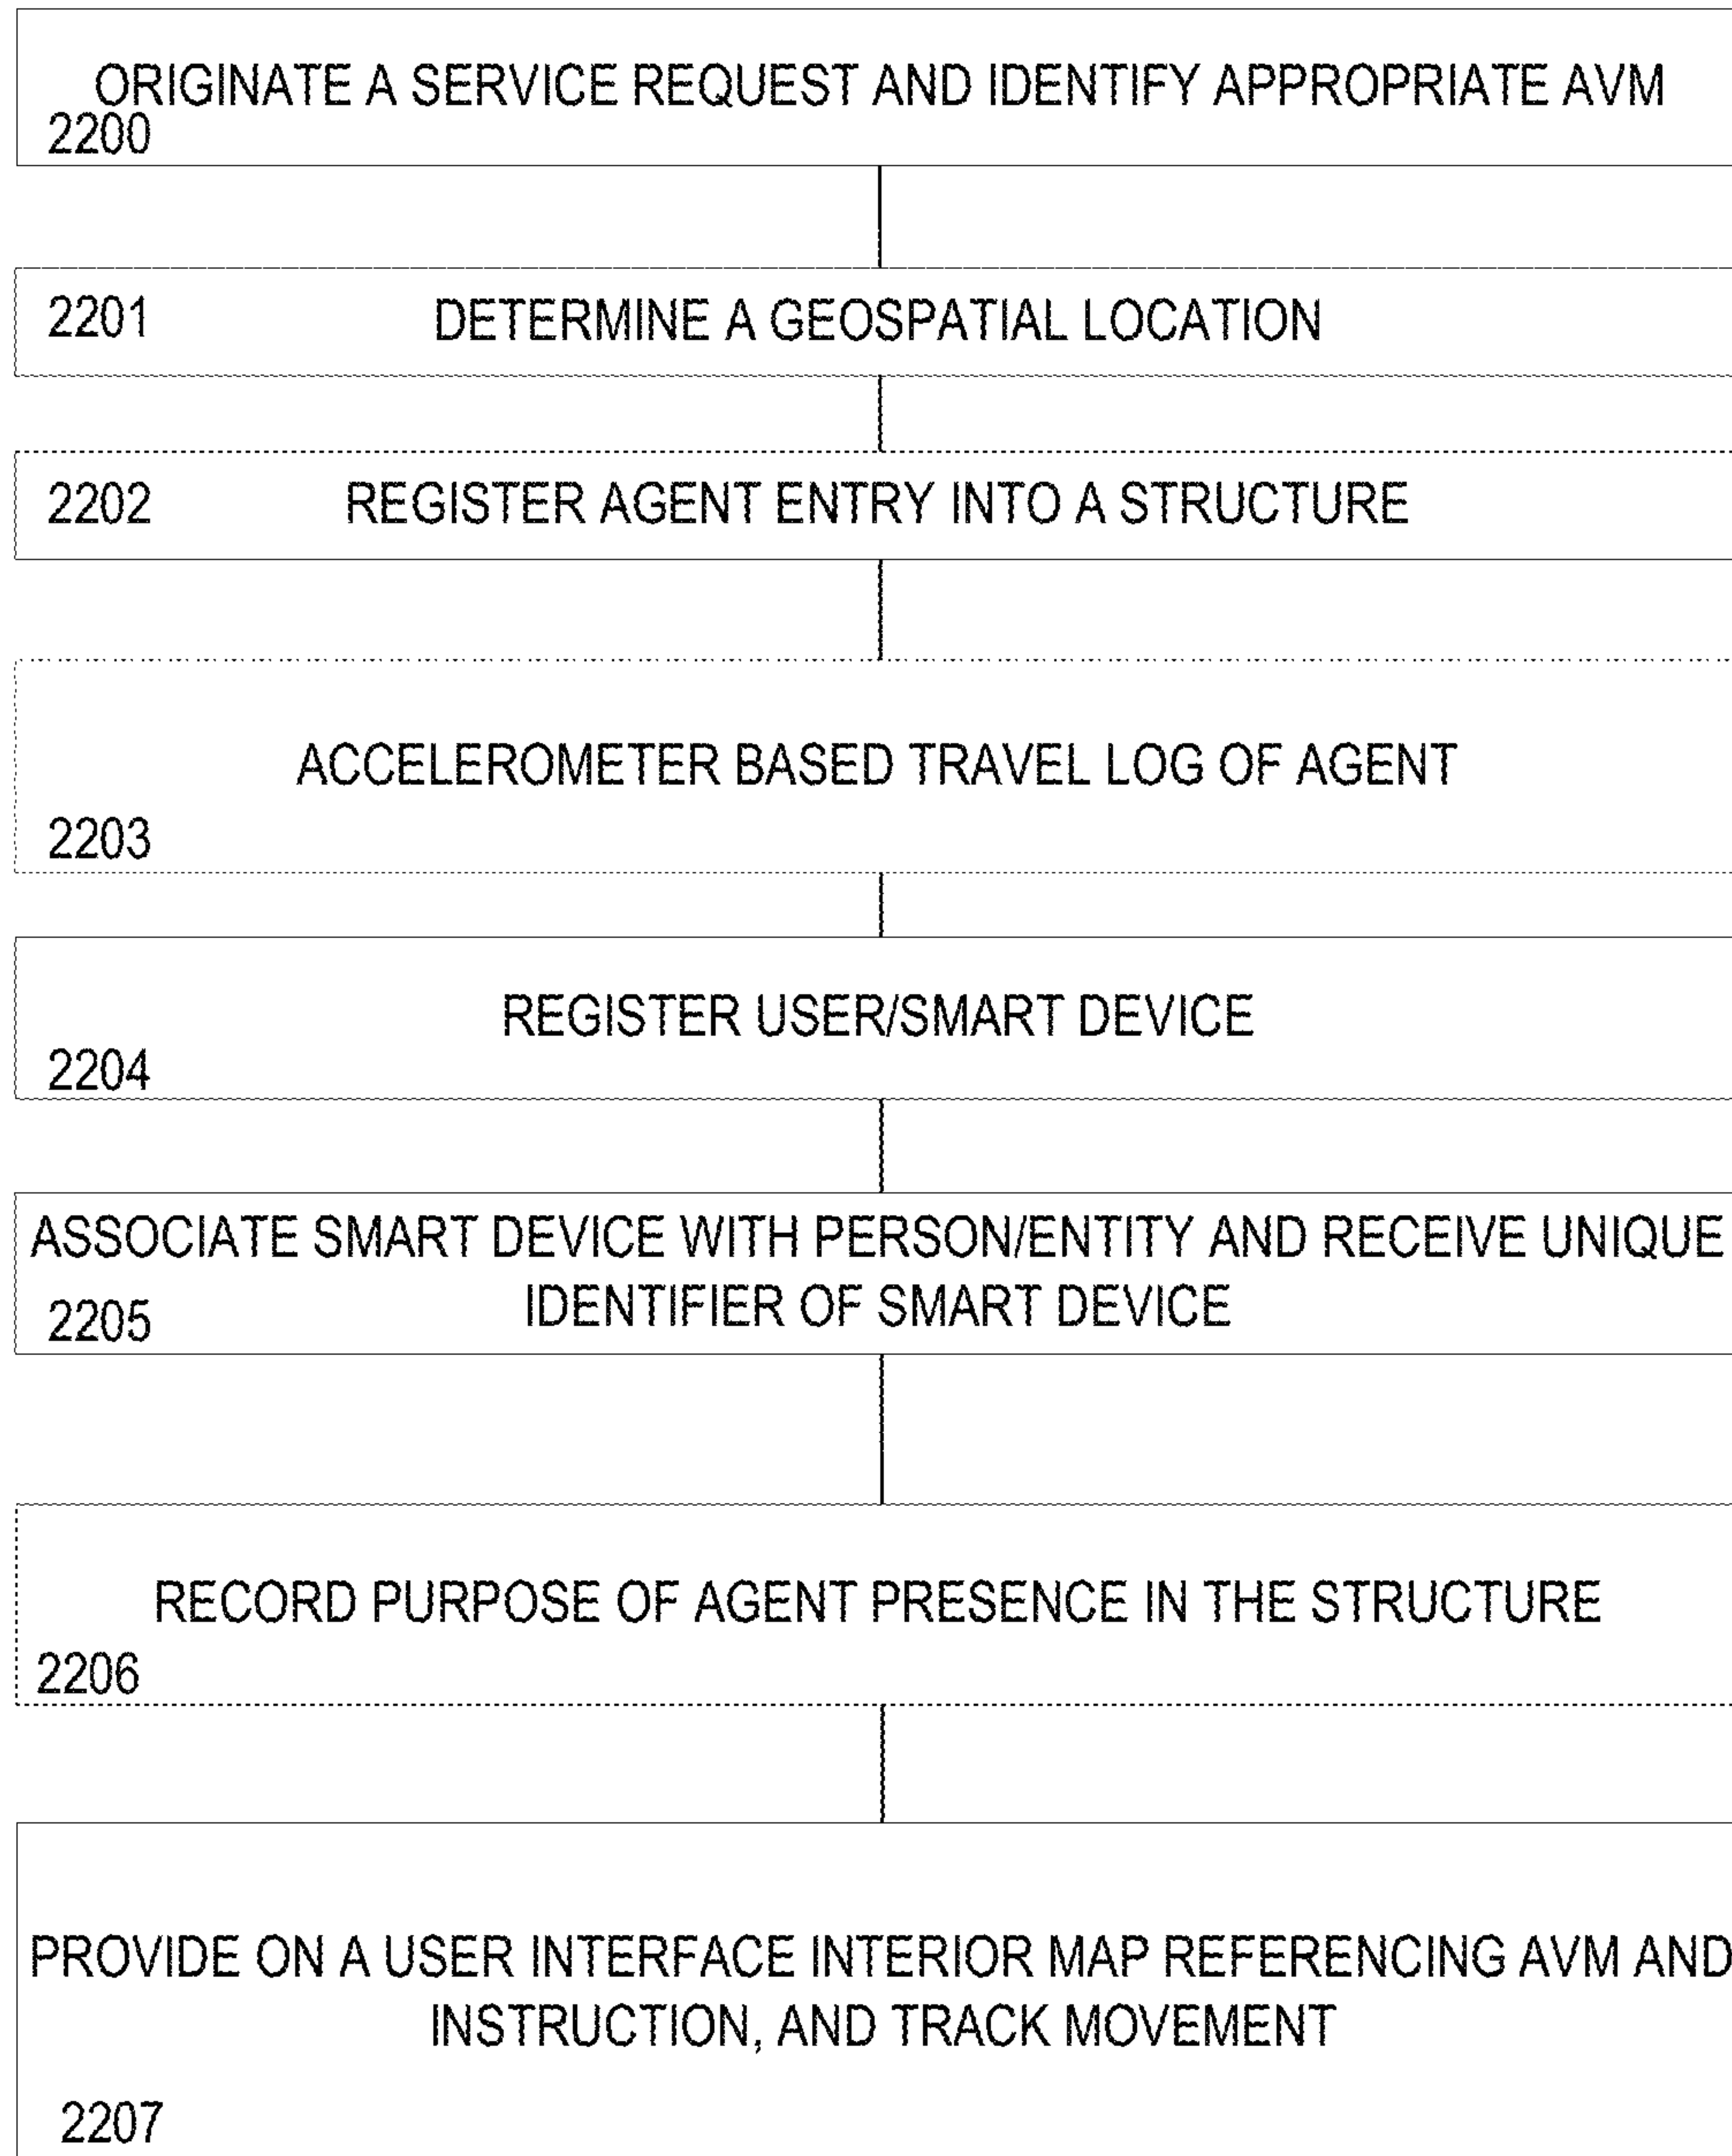 ORIGINATE A SERVICE REQUEST AND IDENTIFY APPROPRIATE AVM
2200
2201 DETERMINE A GEOSPATIAL LOCATION
2202 REGISTER AGENT ENTRY INTO A STRUCTURE
ACCELEROMETER BASED TRAVEL LOG OF AGENT
2203
REGISTER USER/SMART DEVICE
2204
ASSOCIATE SMART DEVICE WITH PERSON/ENTITY AND RECEIVE UNIQUE
2205 IDENTIFIER OF SMART DEVICE
RECORD PURPOSE OF AGENT PRESENCE IN THE STRUCTURE
2206
PROVIDE ON A USER INTERFACE INTERIOR MAP REFERENCING AVM AND
INSTRUCTION, AND TRACK MOVEMENT
2207